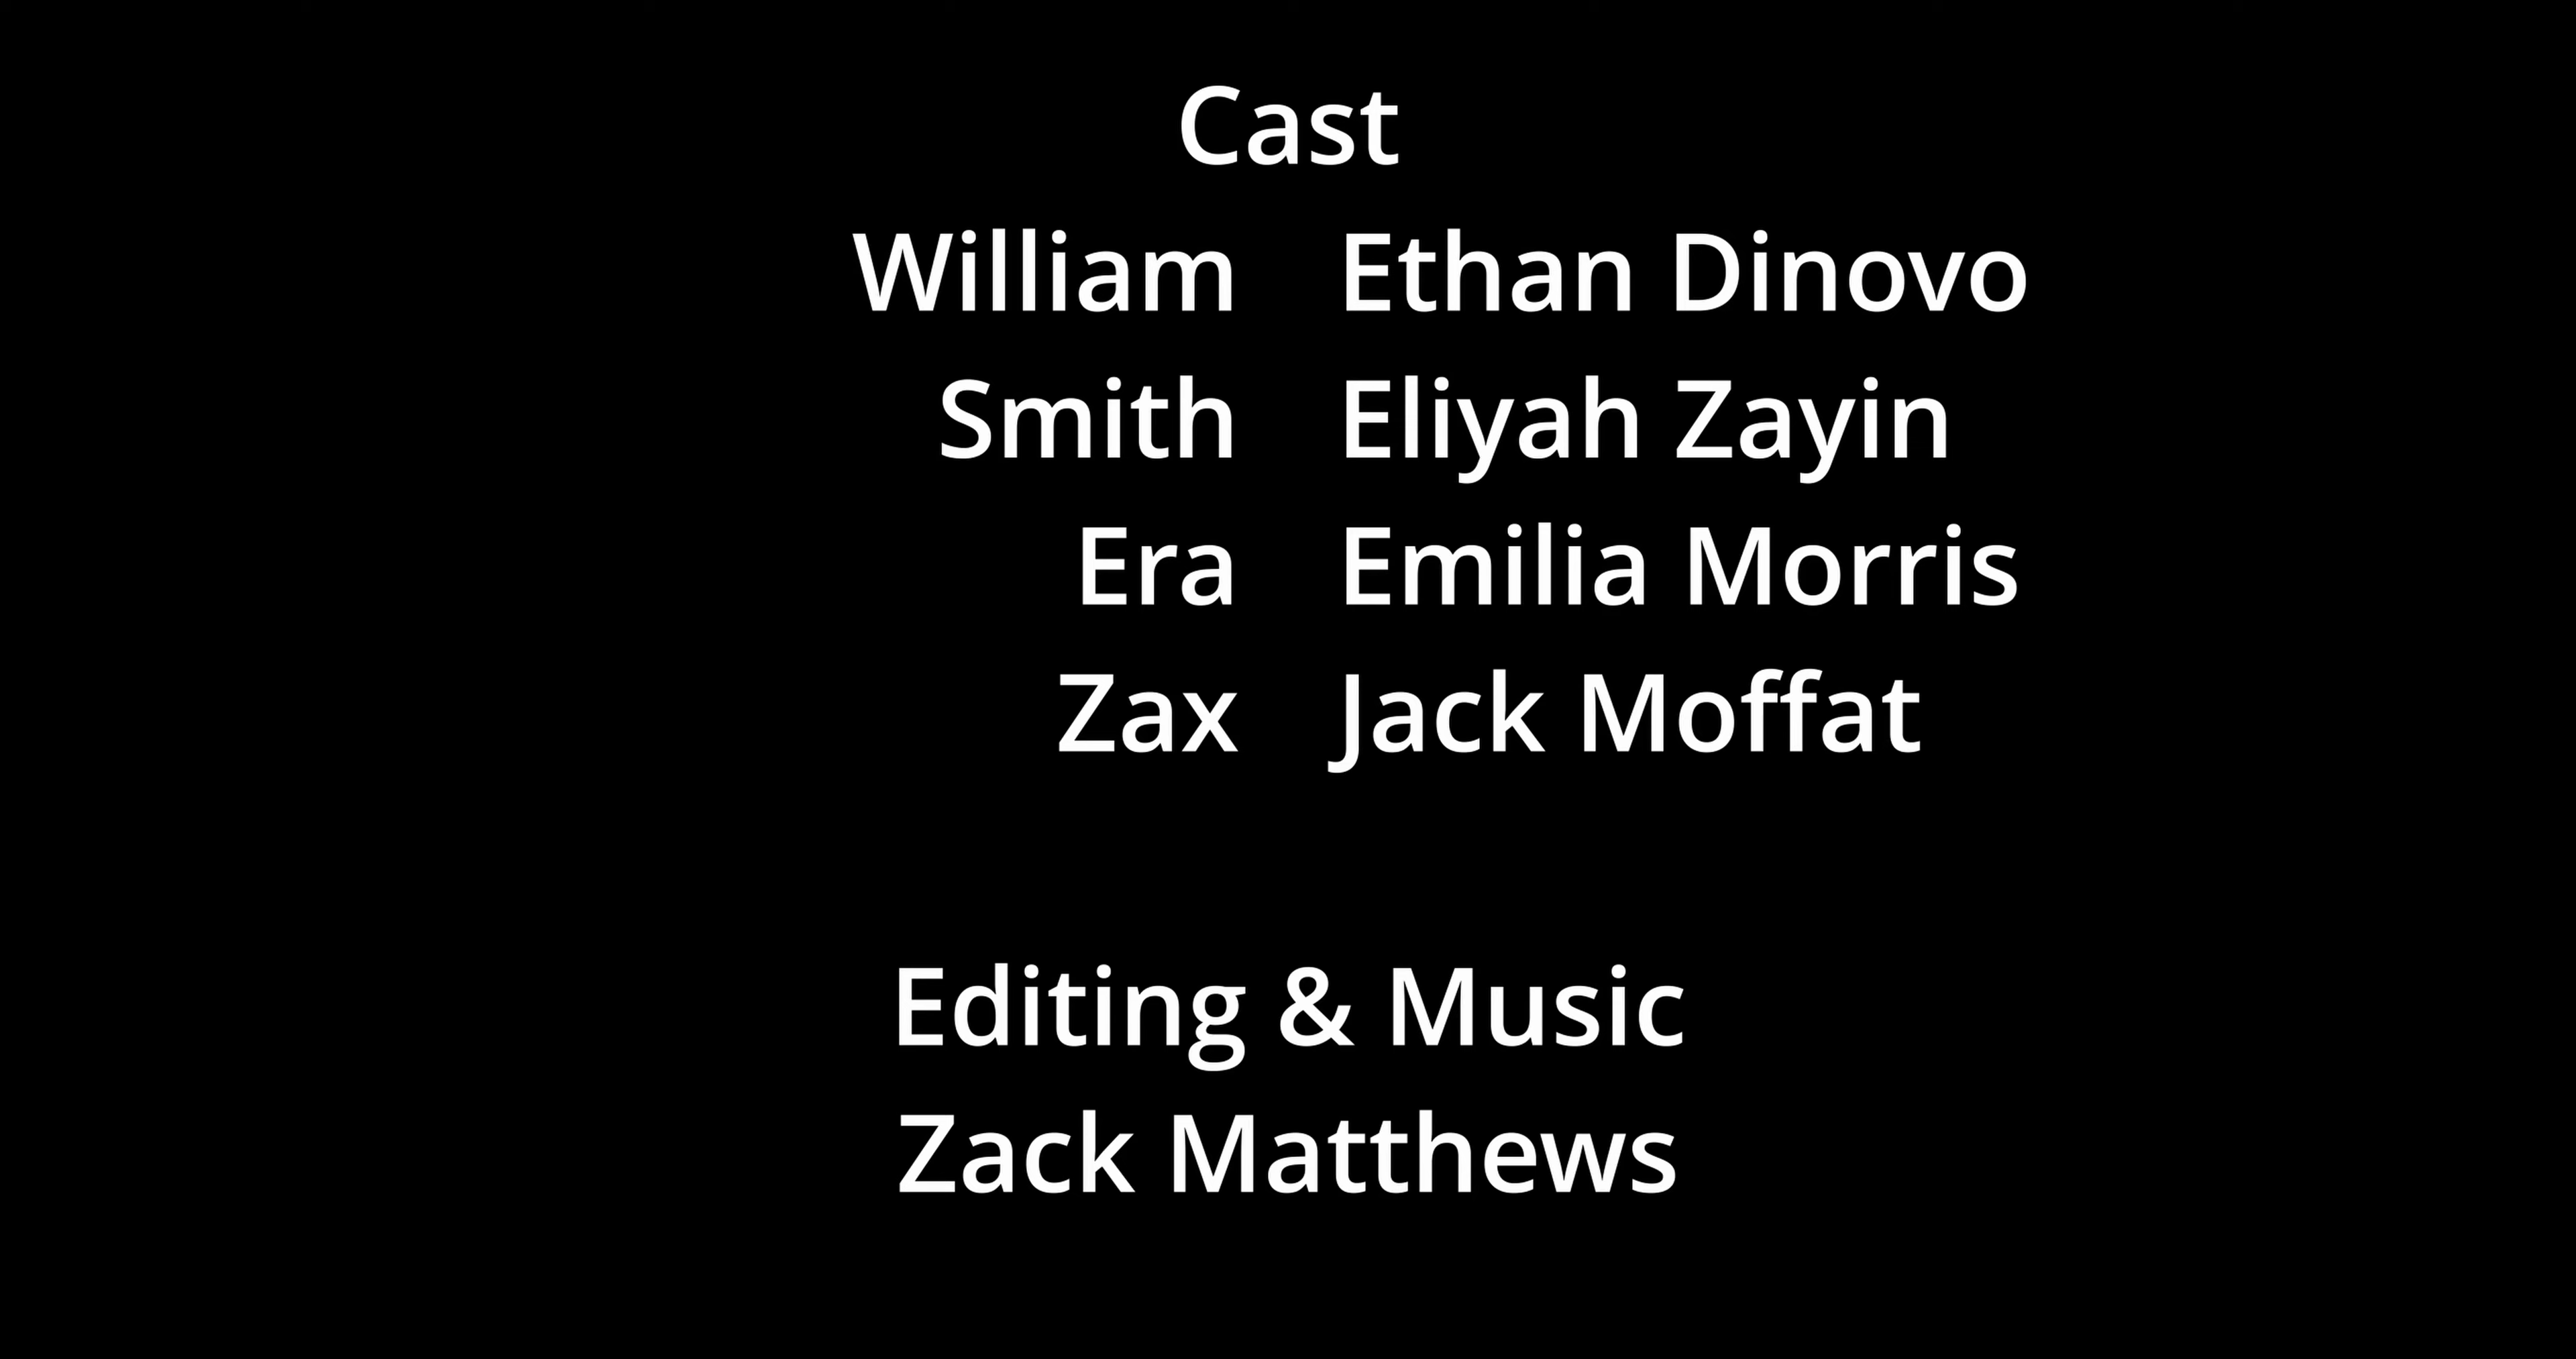 Cast
William Ethan Dinovo
Smith Eliyah Zayin
Era Emilia Morris
Zax Jack Moffat
Editing & Music
Zack Matthews